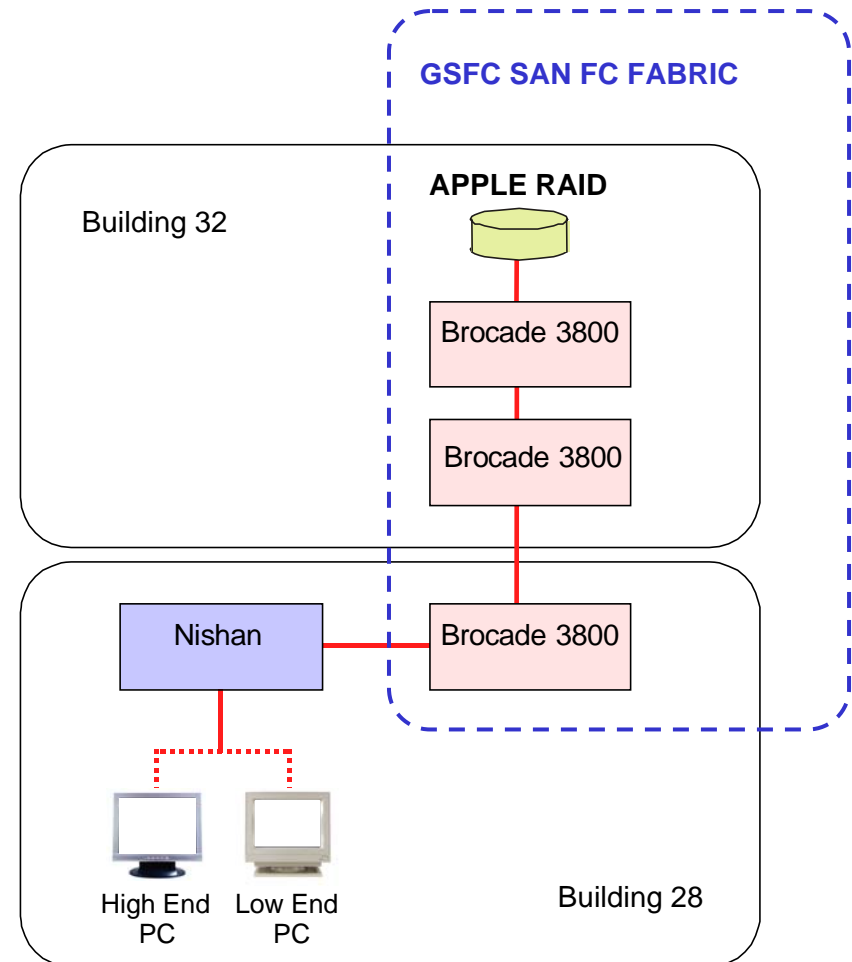 GSFC SAN FC FABRIC
APPLE RAID
Building 32
Brocade 3800
Brocade 3800
Nishan
Brocade 3800
High End
PC
Low End
PC
Building 28